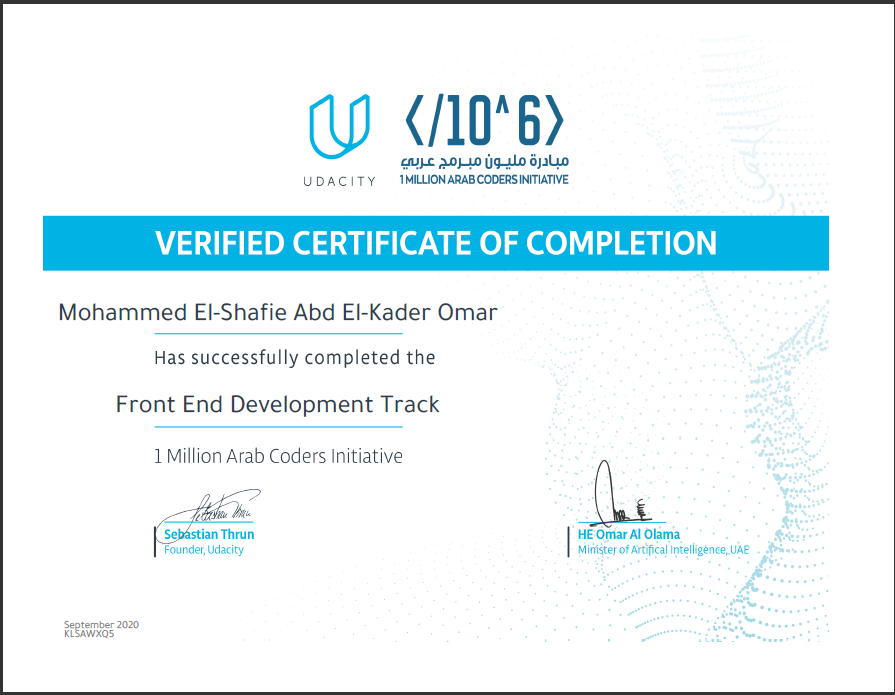 UDACITY
</10^6>
مبادرة مليون مبرمج عربي
1 MILLION ARAB CODERS INITIATIVE
VERIFIED CERTIFICATE OF COMPLETION
Mohammed El-Shafie Abd El-Kader Omar
Has successfully completed the
Front End Development Track
1 Million Arab Coders Initiative
Sebastian Thrun
Founder, Udacity
HE Omar Al Olama
Minister of Artifical Intelligence, UAE
September 2020
KLSAWXQ5